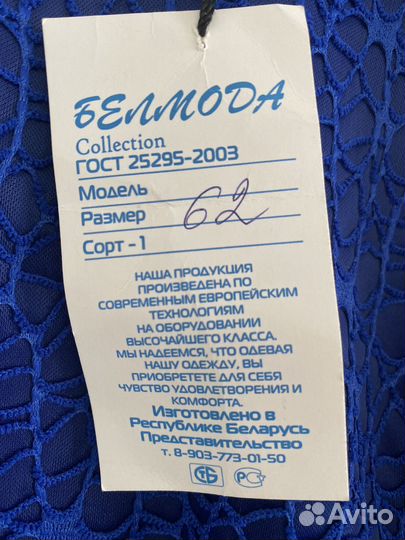 БЕЛМОДА
Collection
ГОСТ 25295-2003
Модель
Размер 62
Сорт - 1
НАША ПРОДУКЦИЯ
ПРОИЗВЕДЕНА ПО
СОВРЕМЕННЫМ ЕВРОПЕЙСКИМ
ТЕХНОЛОГИЯМ
НА ОБОРУДОВАНИИ
ВЫСОЧАЙШЕГО КЛАССА.
МЫ НАДЕЕМСЯ, ЧТО ОДЕВАЯ
НАШУ ОДЕЖДУ, ВЫ
ПРИОБРЕТЕТЕ ДЛЯ СЕБЯ
ЧУВСТВО УДОВЛЕТВОРЕНИЯ И
КОМФОРТА.
Изготовлено в
Республике Беларусь
Представительство
т. 8-903-773-01-50
Avito